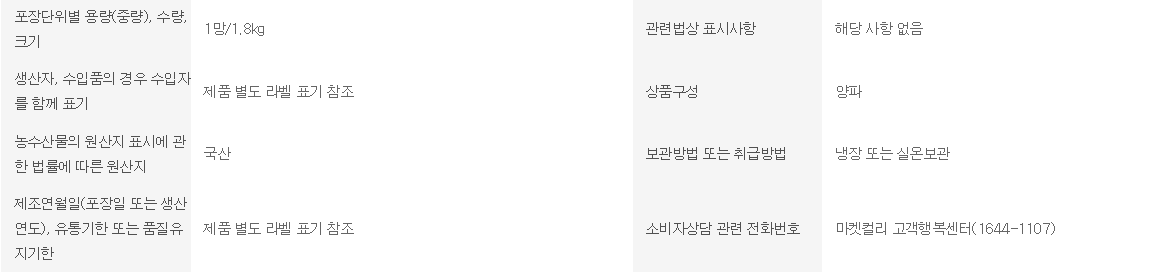 포장단위별 용량(중량), 수량,
크기
1망/1.8kg
관련법상 표시사항
해당 사항 없음
생산자, 수입품의 경우 수입자
를 함께 표기
제품 별도 라벨 표기 참조
상품구성
양파
농수산물의 원산지 표시에 관
한 법률에 따른 원산지
국산
보관방법 또는 취급방법
냉장 또는 실온보관
제조연월일(포장일 또는 생산
연도), 유통기한 또는 품질유
지기한
제품 별도 라벨 표기 참조
소비자상담 관련 전화번호
마켓컬리 고객행복센터(1644-1107)